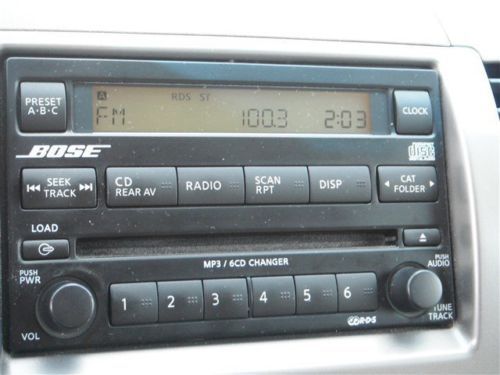 PRESET
A·B·C
A RDS ST
FM 100.3 2:03
CLOCK
BOSE
disc
SEEK
TRACK
CD
REAR AV
RADIO
SCAN
RPT
DISP
CAT
FOLDER
LOAD
MP3 / 6CD CHANGER
PUSH
PWR
PUSH
AUDIO
1 2 3 4 5 6
VOL
TUNE
TRACK
R·D·S